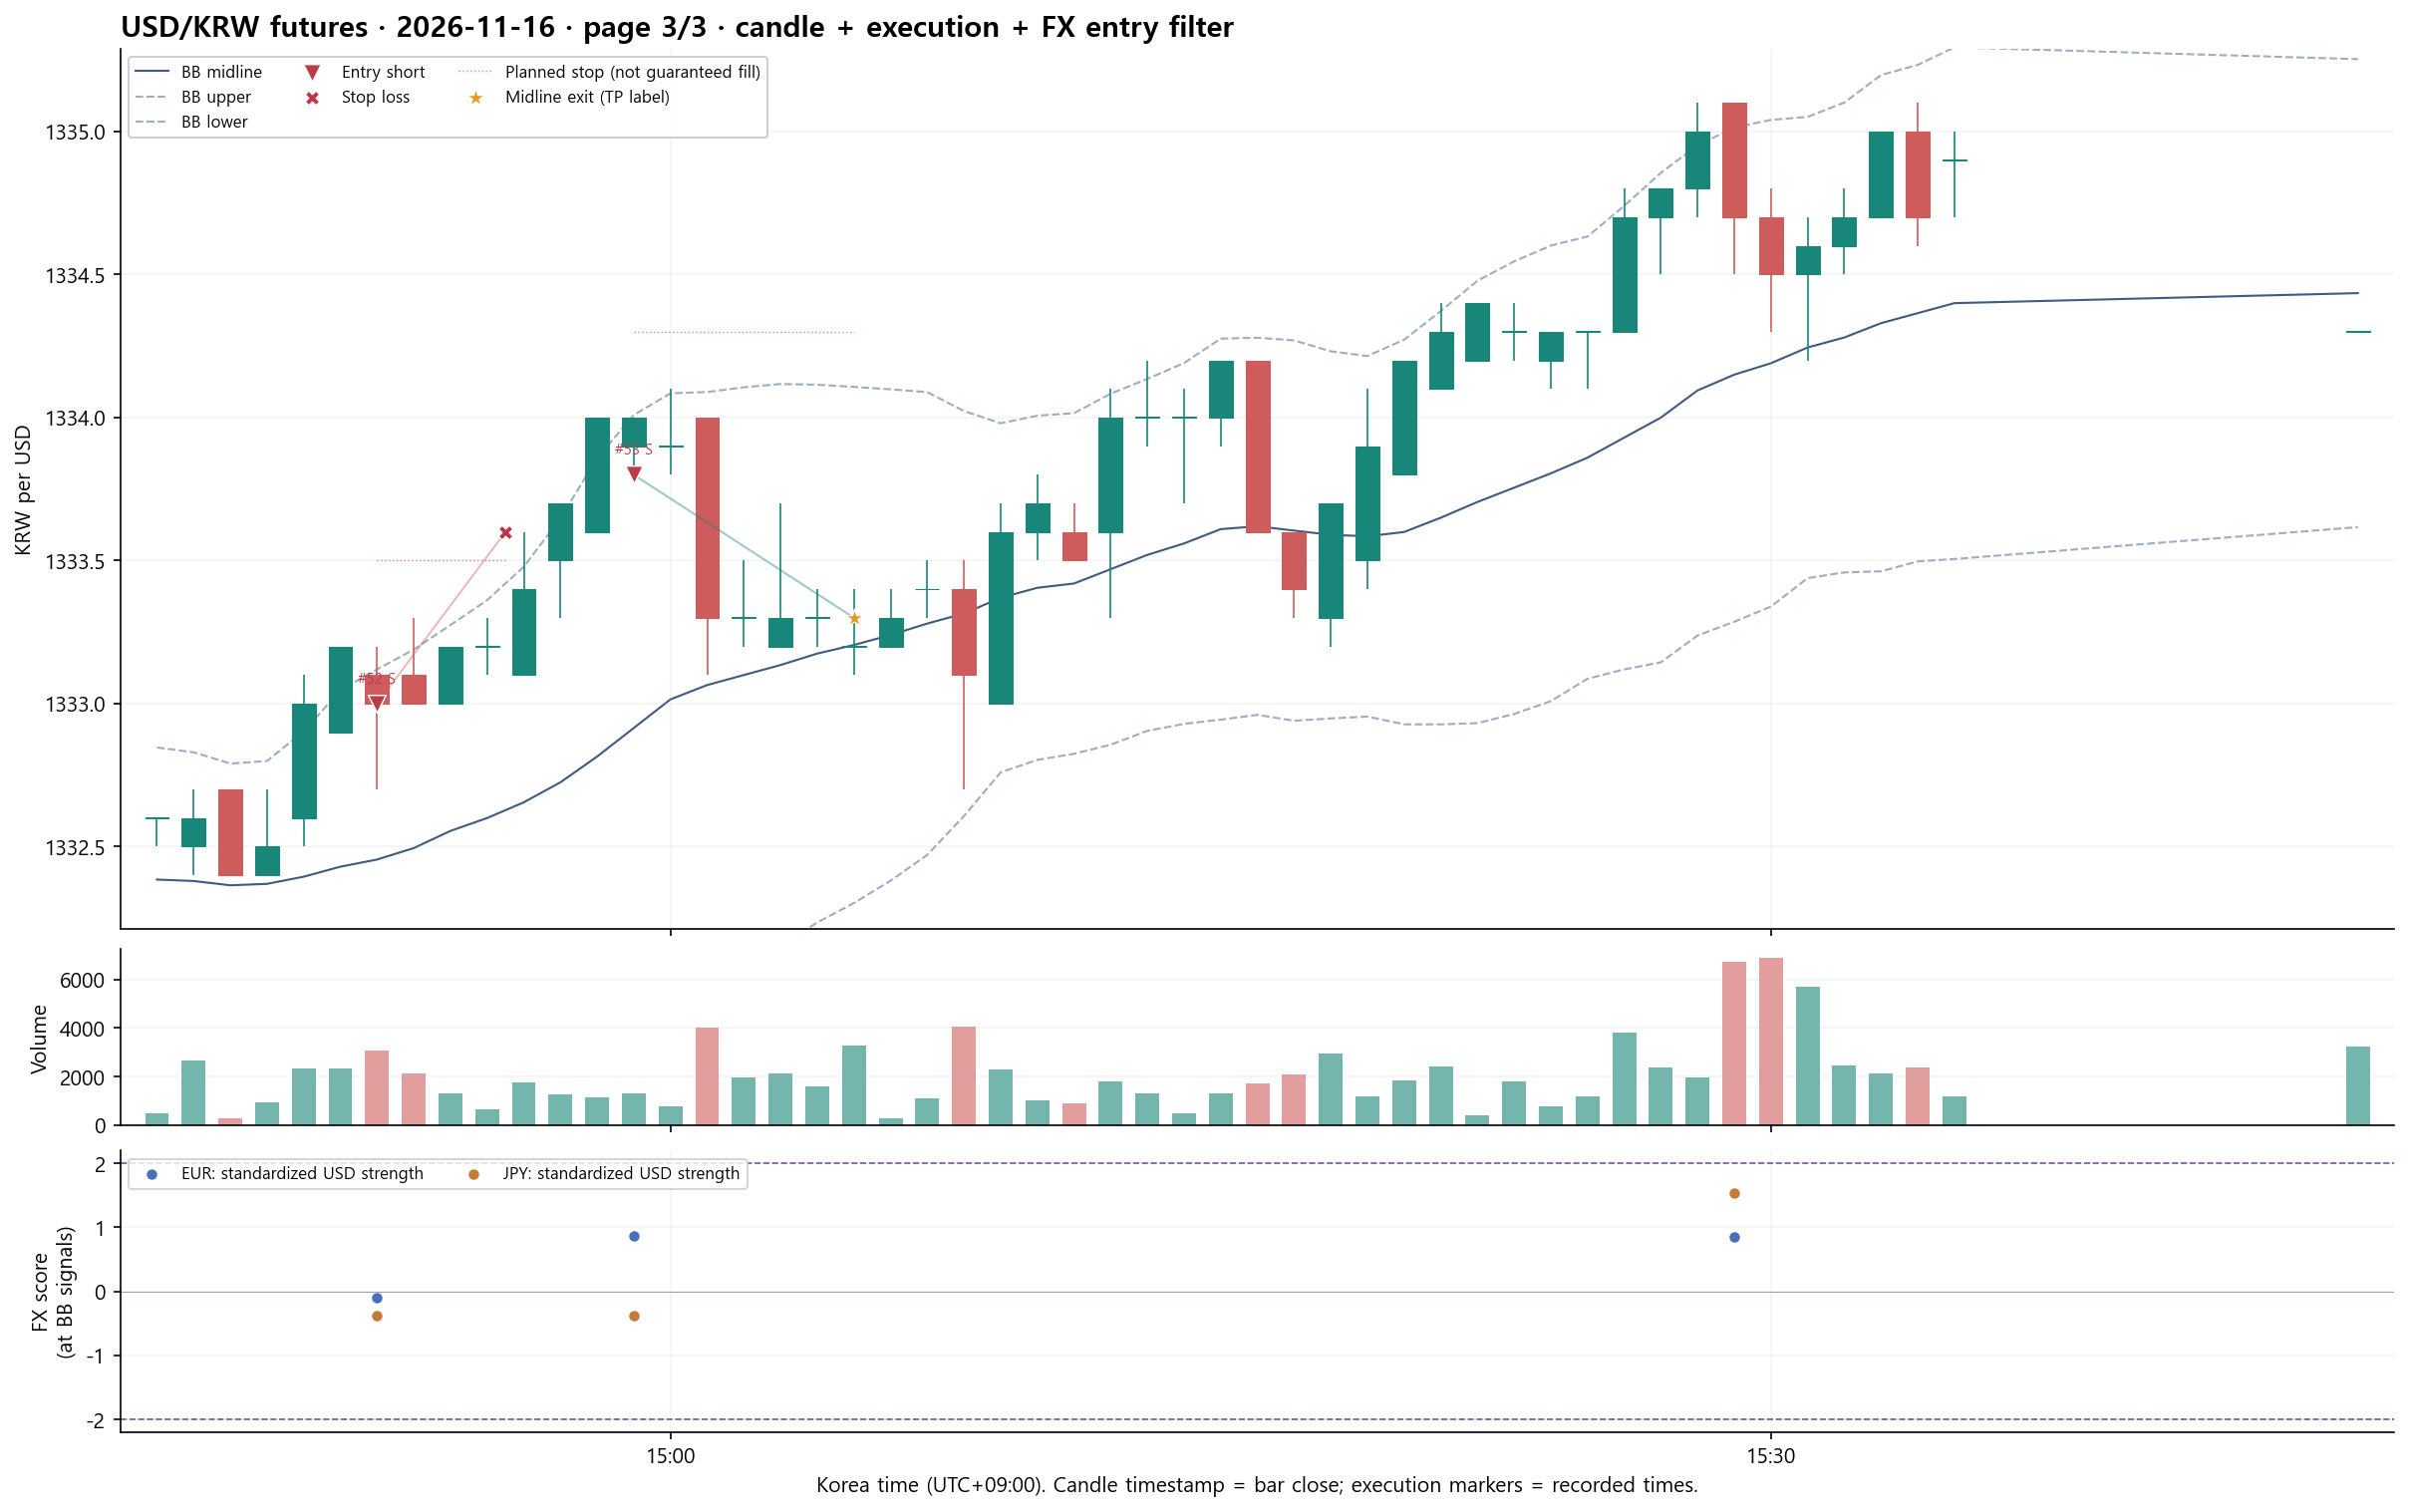 USD/KRW futures · 2026-11-16 · page 3/3 · candle + execution + FX entry filter
BB midline
BB upper
BB lower
Entry short
Stop loss
Planned stop (not guaranteed fill)
Midline exit (TP label)
KRW per USD
1335.0
1334.5
1334.0
1333.5
1333.0
1332.5
#52 S
#53 S
Volume
6000
4000
2000
0
EUR: standardized USD strength
JPY: standardized USD strength
FX score
(at BB signals)
2
1
0
-1
-2
15:00
15:30
Korea time (UTC+09:00). Candle timestamp = bar close; execution markers = recorded times.